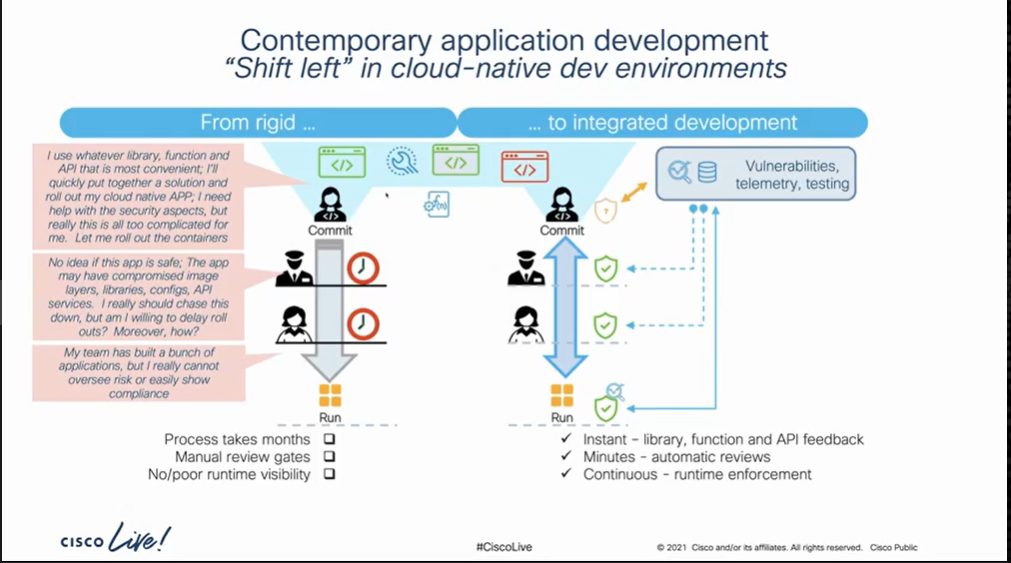 Contemporary application development
“Shift left” in cloud-native dev environments
From rigid ...
... to integrated development
I use whatever library, function and
API that is most convenient; I'll
quickly put together a solution and
roll out my cloud native APP; I need
help with the security aspects, but
really this is all too complicated for
me. Let me roll out the containers
No idea if this app is safe; The app
may have compromised image
layers, libraries, configs, API
services. I really should chase this
down, but am I willing to delay roll
outs? Moreover, how?
My team has built a bunch of
applications, but I really cannot
oversee risk or easily show
compliance
</>
</>
</>
f(x)
Commit
Run
Process takes months
Manual review gates
No/poor runtime visibility
Vulnerabilities,
telemetry, testing
?
Commit
Run
Instant – library, function and API feedback
Minutes – automatic reviews
Continuous – runtime enforcement
CISCO Live!
#CiscoLive
© 2021 Cisco and/or its affiliates. All rights reserved. Cisco Public